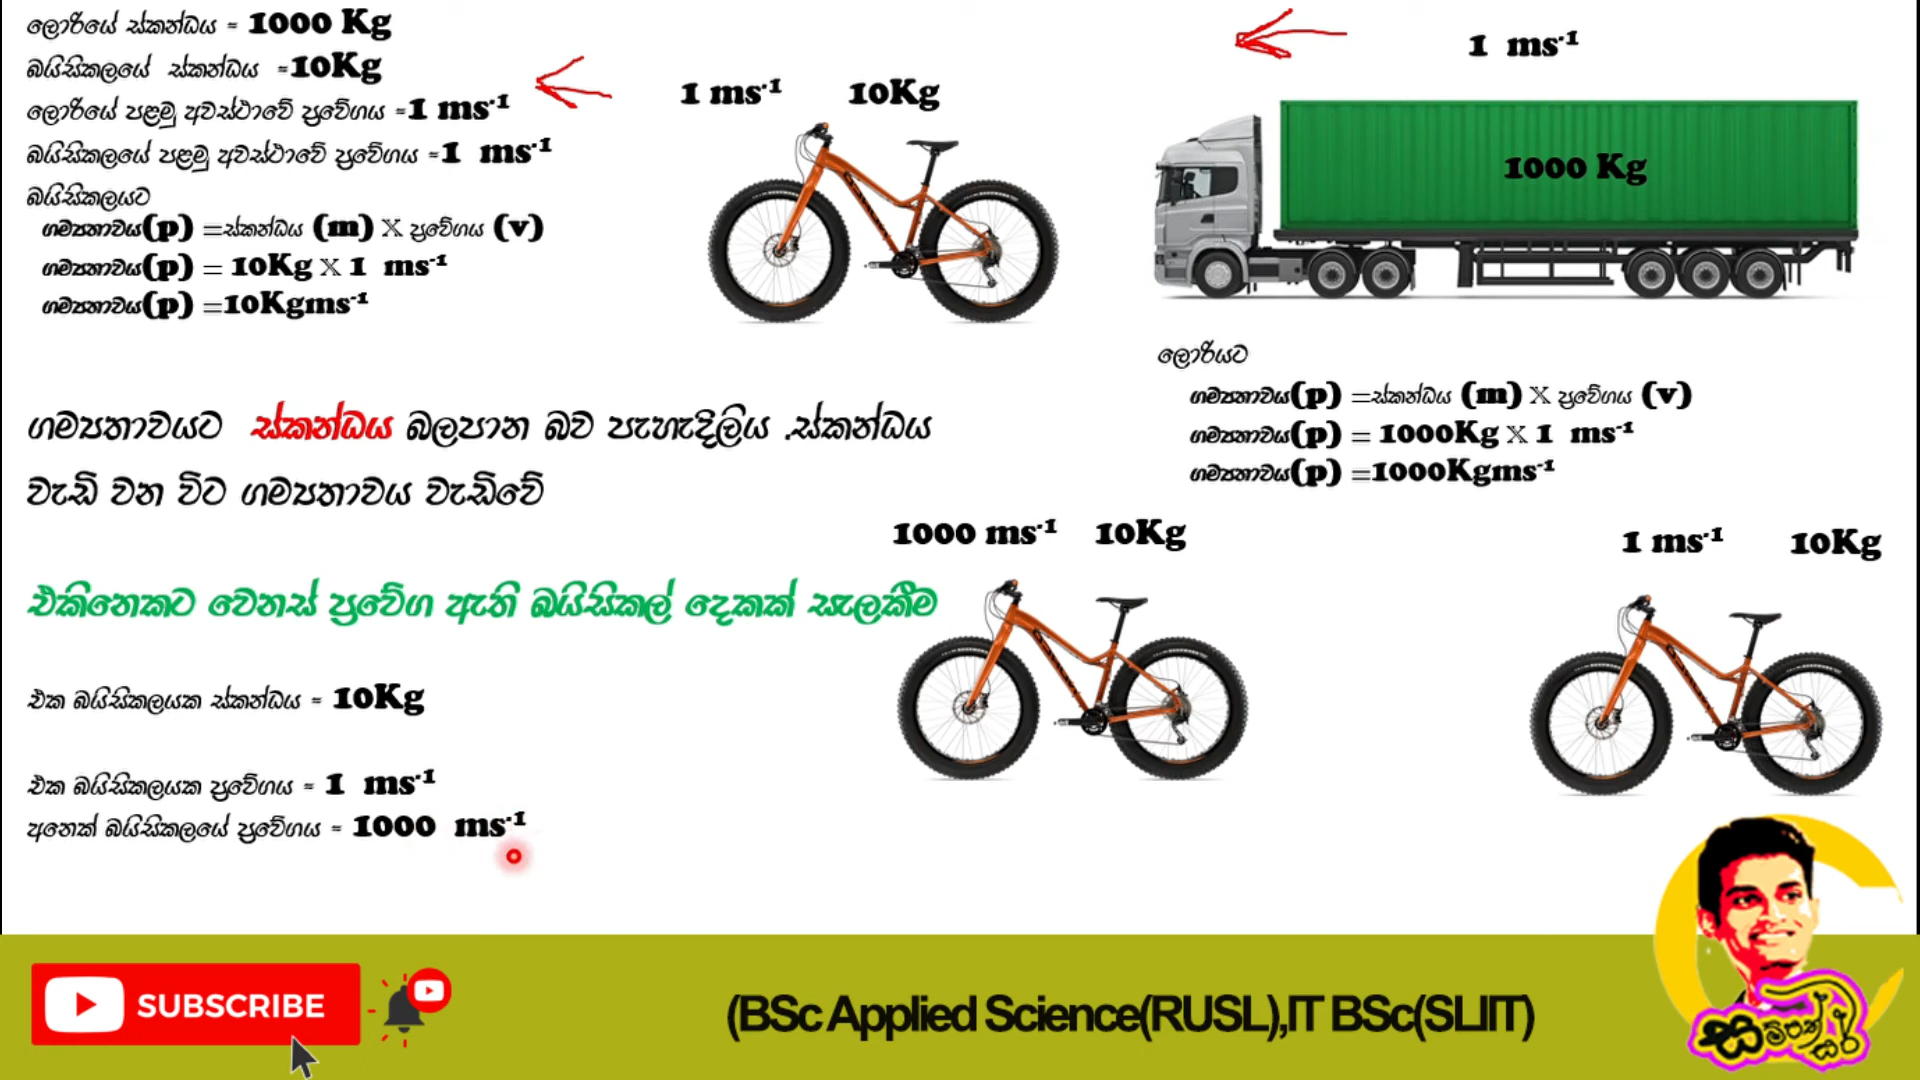 ලොරියේ ස්කන්ධය = 1000 Kg
බයිසිකලයේ ස්කන්ධය =10Kg
ලොරියේ පළමු අවස්ථාවේ ප්‍රවේගය =1 ms-1
බයිසිකලයේ පළමු අවස්ථාවේ ප්‍රවේගය =1 ms-1
බයිසිකලයට
ගම්‍යතාවය(p) =ස්කන්ධය (m) X ප්‍රවේගය (v)
ගම්‍යතාවය(p) = 10Kg X 1 ms-1
ගම්‍යතාවය(p) =10Kgms-1
1 ms-1 10Kg
1 ms-1
1000 Kg
ලොරියට
ගම්‍යතාවය(p) =ස්කන්ධය (m) X ප්‍රවේගය (v)
ගම්‍යතාවය(p) = 1000Kg X 1 ms-1
ගම්‍යතාවය(p) =1000Kgms-1
ගම්‍යතාවයට ස්කන්ධය බලපාන බව පැහැදිලිය .ස්කන්ධය
වැඩි වන විට ගම්‍යතාවය වැඩිවේ
1000 ms-1 10Kg
1 ms-1 10Kg
එකිනෙකට වෙනස් ප්‍රවේග ඇති බයිසිකල් දෙකක් සැලකීම
එක බයිසිකලයක ස්කන්ධය = 10Kg
එක බයිසිකලයක ප්‍රවේගය = 1 ms-1
අනෙක් බයිසිකලයේ ප්‍රවේගය = 1000 ms-1
SUBSCRIBE
(BSc Applied Science(RUSL),IT BSc(SLIIT)
සම්පත් සර්